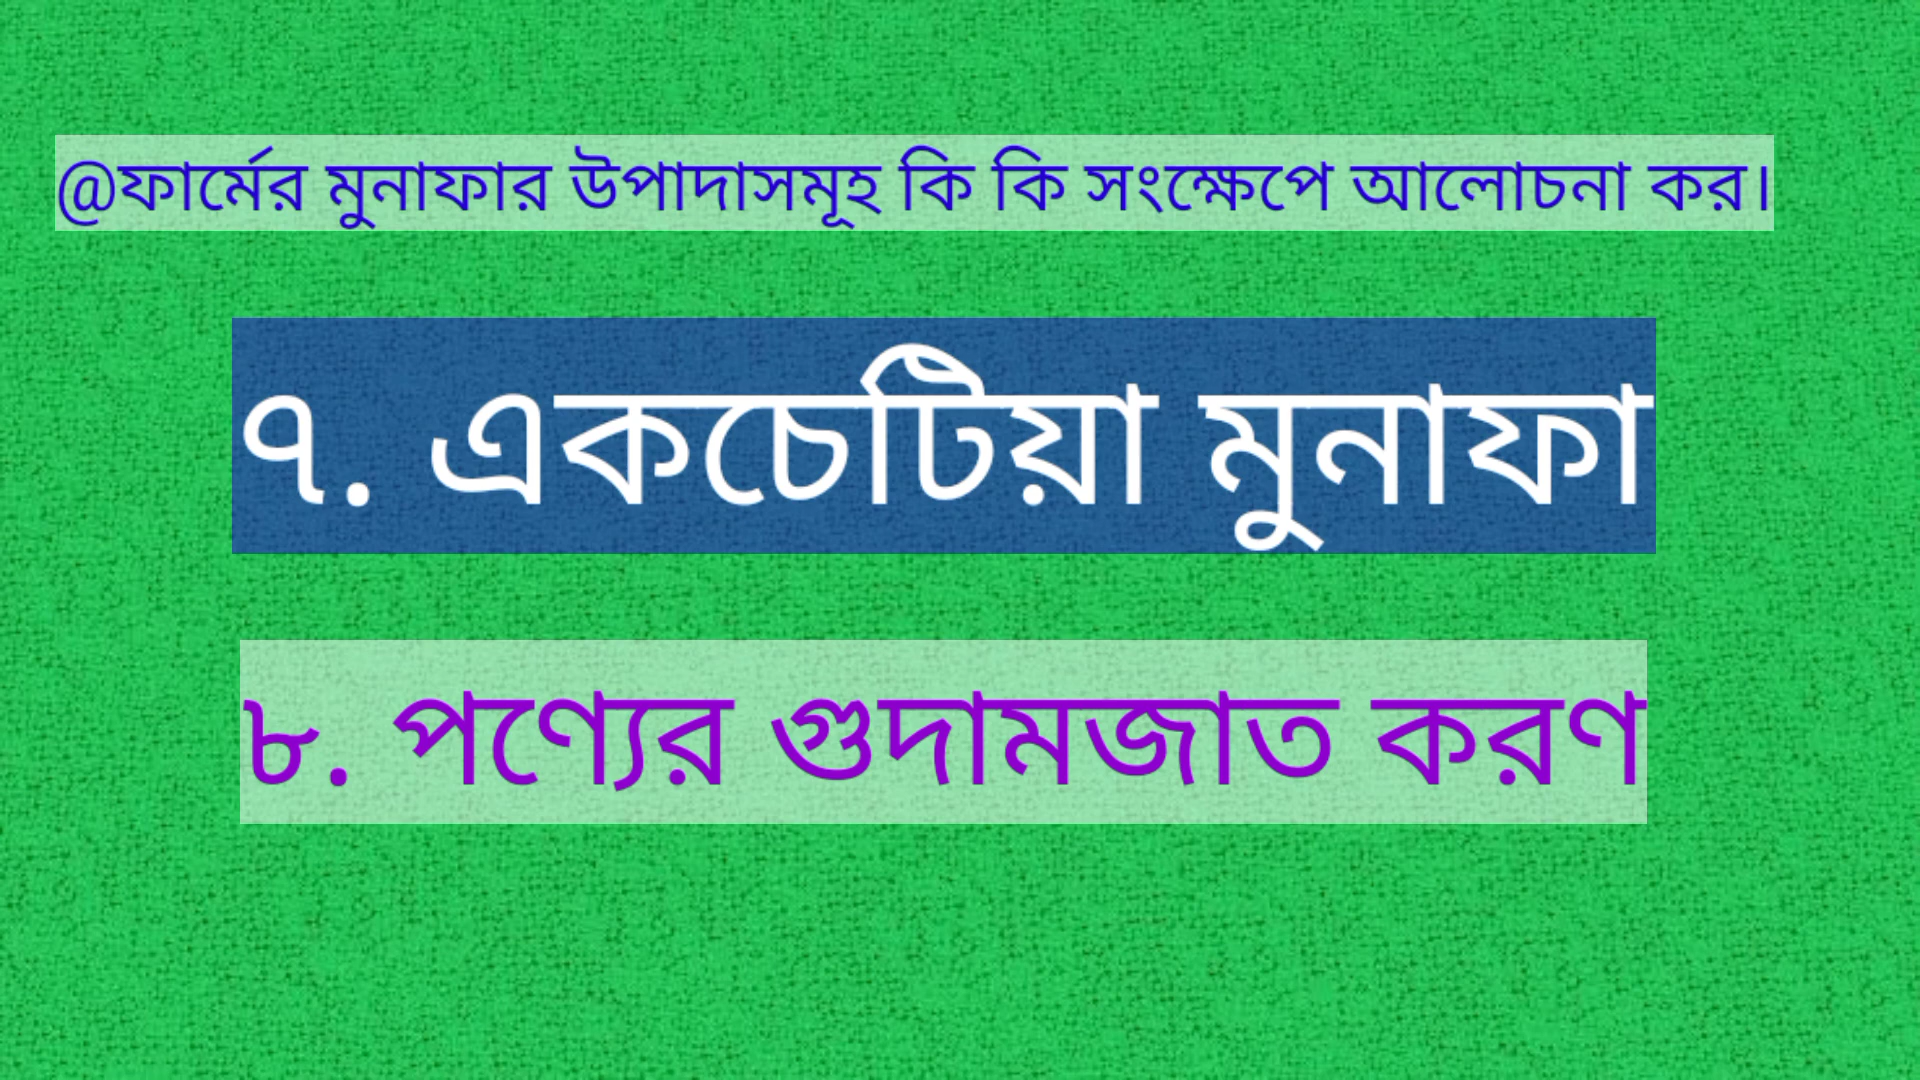 @ফার্মের মুনাফার উপাদাসমূহ কি কি সংক্ষেপে আলোচনা কর।
৭. একচেটিয়া মুনাফা
৮. পণ্যের গুদামজাত করণ